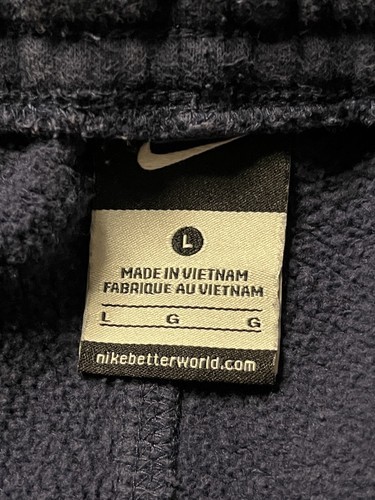 L
MADE IN VIETNAM
FABRIQUE AU VIETNAM
L G G
nikebetterworld.com